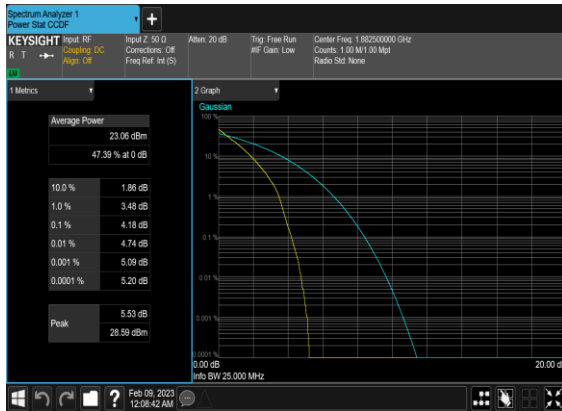 Spectrum Analyzer 1
Power Stat CCDF
+
KEYSIGHT
R T
Input: RF
Coupling: DC
Align: Off
Input Z: 50 Ω
Corrections: Off
Freq Ref: Int (S)
Atten: 20 dB
Trig: Free Run
#IF Gain: Low
Center Freq: 1.882500000 GHz
Counts: 1.00 M/1.00 Mpt
Radio Std: None
1 Metrics
Average Power
23.06 dBm
47.39 % at 0 dB
10.0 % 1.86 dB
1.0 % 3.48 dB
0.1 % 4.18 dB
0.01 % 4.74 dB
0.001 % 5.09 dB
0.0001 % 5.20 dB
Peak
5.53 dB
28.59 dBm
2 Graph
Gaussian
100 %
10 %
1 %
0.1 %
0.01 %
0.001 %
0.0001 %
0.00 dB
20.00 d
Info BW 25.000 MHz
?
Feb 09, 2023
12:08:42 AM